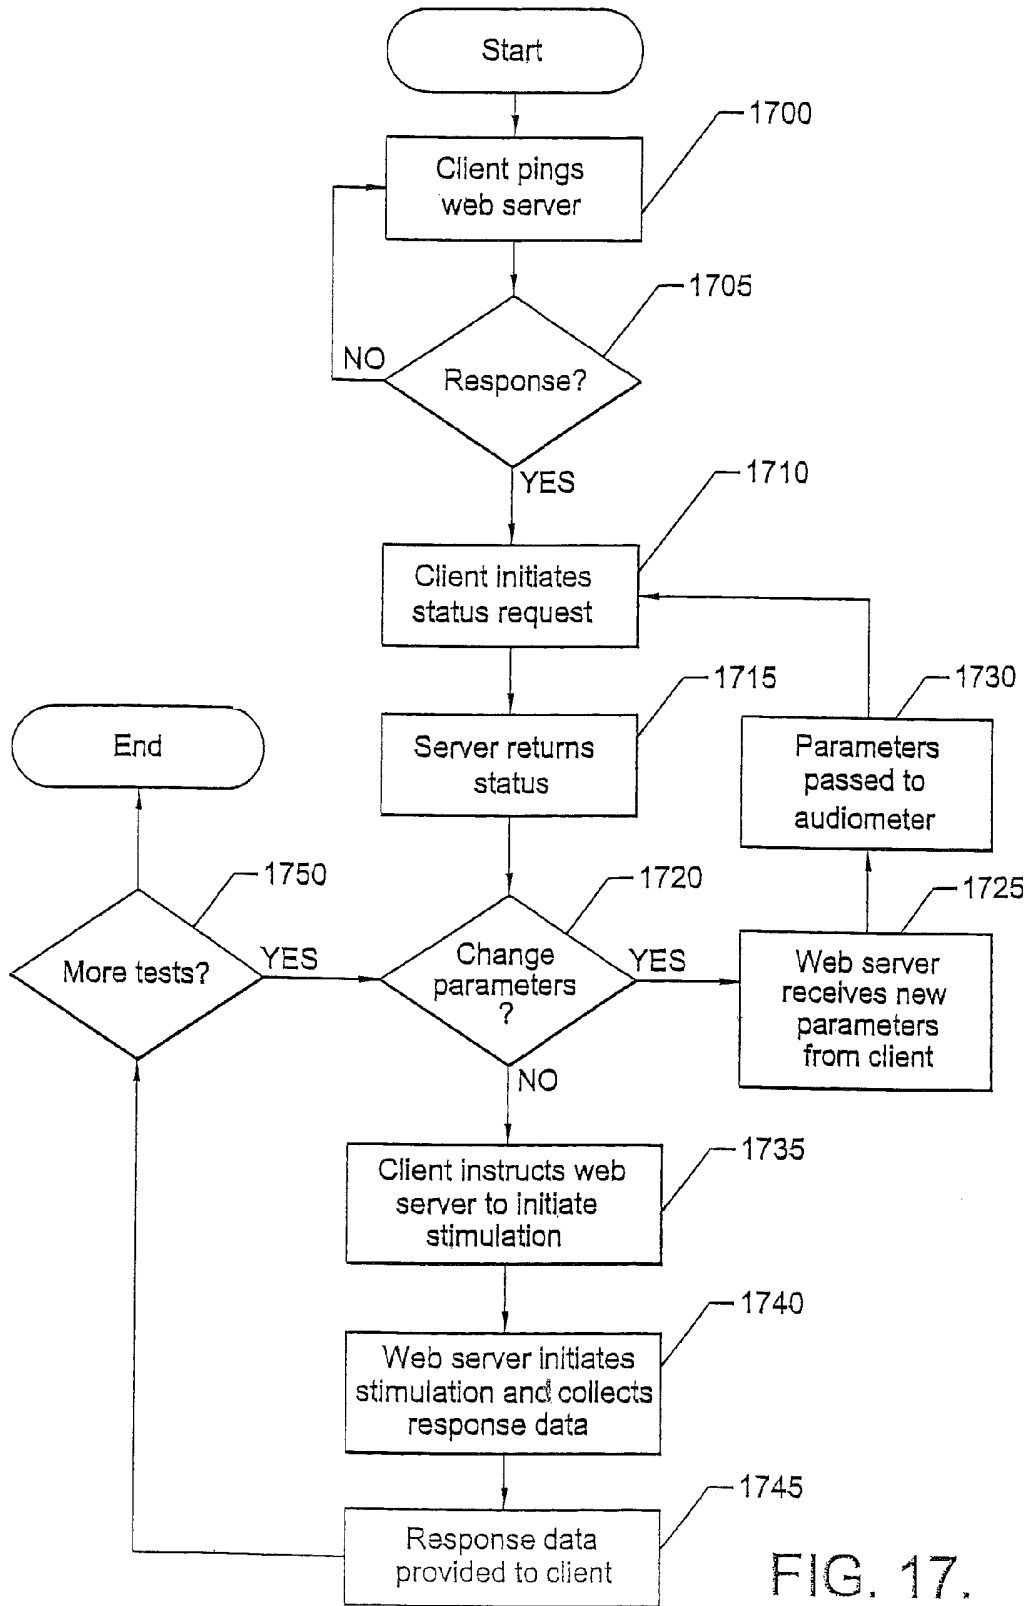 Start
1700
Client pings
web server
1705
NO
Response?
YES
1710
Client initiates
status request
1715
1730
End
Server returns
status
Parameters
passed to
audiometer
1750
1720
1725
More tests?
YES
Change
parameters
?
YES
Web server
receives new
parameters
from client
NO
1735
Client instructs web
server to initiate
stimulation
1740
Web server initiates
stimulation and collects
response data
1745
Response data
provided to client
FIG. 17.